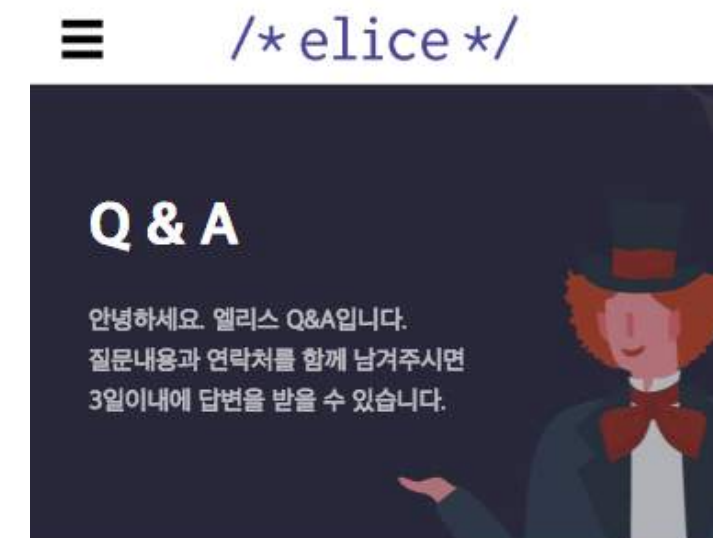 /* elice */
Q & A
안녕하세요. 엘리스 Q&A입니다.
질문내용과 연락처를 함께 남겨주시면
3일이내에 답변을 받을 수 있습니다.